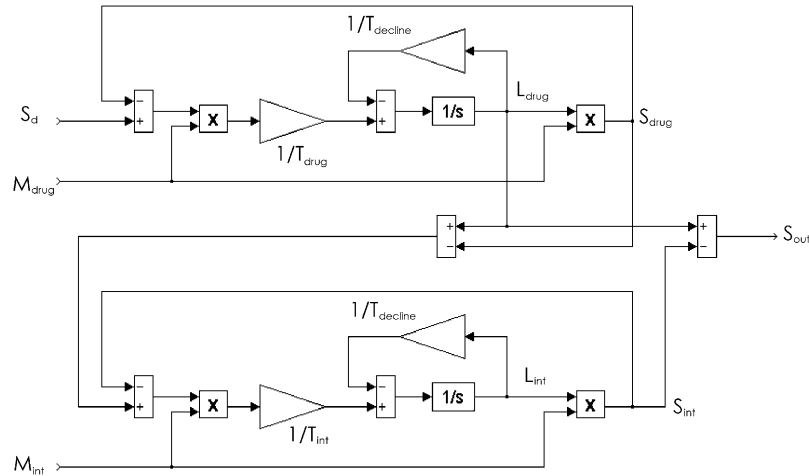 1/T_decline
L_drug
−
+
S_d
X
−
+
1/s
X
S_drug
1/T_drug
M_drug
+
−
+
−
S_out
1/T_decline
L_int
−
+
X
−
+
1/s
X
S_int
1/T_int
M_int